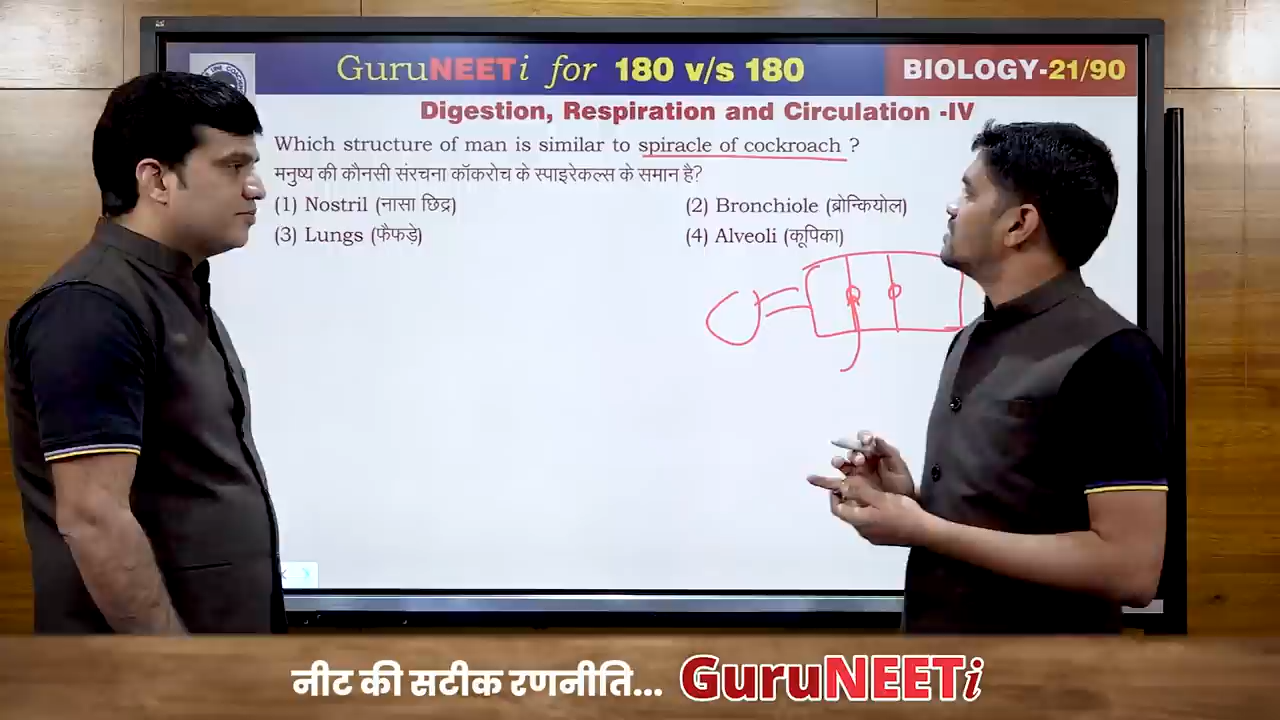 GuruNEETi for 180 v/s 180
BIOLOGY-21/90
Digestion, Respiration and Circulation -IV
Which structure of man is similar to spiracle of cockroach ?
मनुष्य की कौनसी संरचना कॉकरोच के स्पाइरेकल्स के समान है?
(1) Nostril (नासा छिद्र)
(2) Bronchiole (ब्रोन्कियोल)
(3) Lungs (फैफड़े)
(4) Alveoli (कूपिका)
नीट की सटीक रणनीति... GuruNEETi